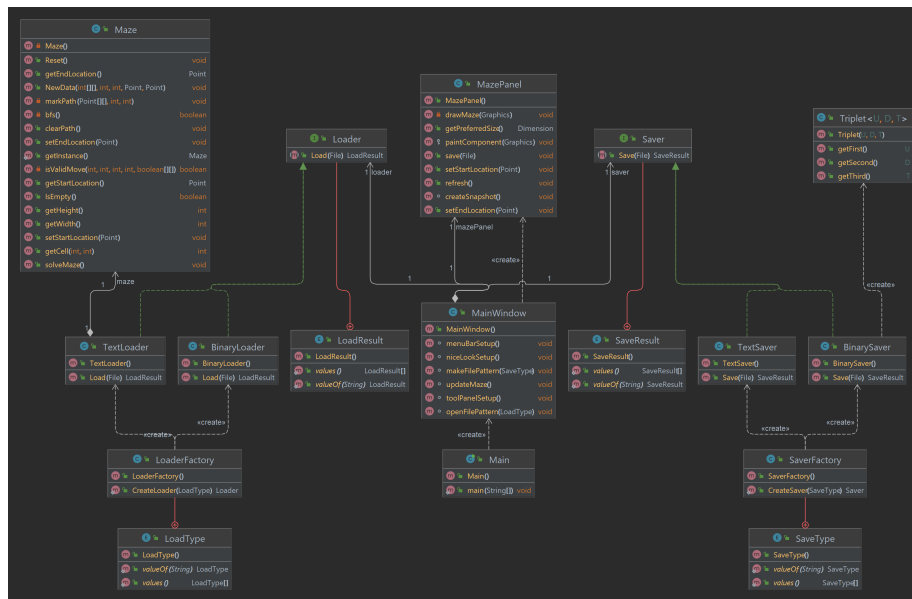 Maze
Maze()
Reset() void
getEndLocation() Point
NewData(int[][], int, int, Point, Point) void
markPath(Point[][], int, int) void
bfs() boolean
clearPath() void
setEndLocation(Point) void
getInstance() Maze
isValidMove(int, int, int, int, boolean[][]) boolean
getStartLocation() Point
IsEmpty() boolean
getHeight() int
getWidth() int
setStartLocation(Point) void
getCell(int, int) int
solveMaze() void
1 maze
1
Loader
Load(File) LoadResult
1 loader
MazePanel
MazePanel()
drawMaze(Graphics) void
getPreferredSize() Dimension
paintComponent(Graphics) void
save(File) void
setStartLocation(Point) void
refresh() void
createSnapshot() void
setEndLocation(Point) void
1 mazePanel
Saver
Save(File) SaveResult
1 saver
Triplet<U, D, T>
Triplet(U, D, T)
getFirst() U
getSecond() D
getThird() T
«create»
«create»
1
1
1
TextLoader
TextLoader()
Load(File) LoadResult
BinaryLoader
BinaryLoader()
Load(File) LoadResult
LoadResult
LoadResult()
values() LoadResult[]
valueOf(String) LoadResult
MainWindow
MainWindow()
menuBarSetup() void
niceLookSetup() void
makeFilePattern(SaveType) void
updateMaze() void
toolPanelSetup() void
openFilePattern(LoadType) void
SaveResult
SaveResult()
values() SaveResult[]
valueOf(String) SaveResult
TextSaver
TextSaver()
Save(File) SaveResult
BinarySaver
BinarySaver()
Save(File) SaveResult
«create»
«create»
«create»
«create»
«create»
LoaderFactory
LoaderFactory()
CreateLoader(LoadType) Loader
Main
Main()
main(String[]) void
SaverFactory
SaverFactory()
CreateSaver(SaveType) Saver
LoadType
LoadType()
valueOf(String) LoadType
values() LoadType[]
SaveType
SaveType()
valueOf(String) SaveType
values() SaveType[]